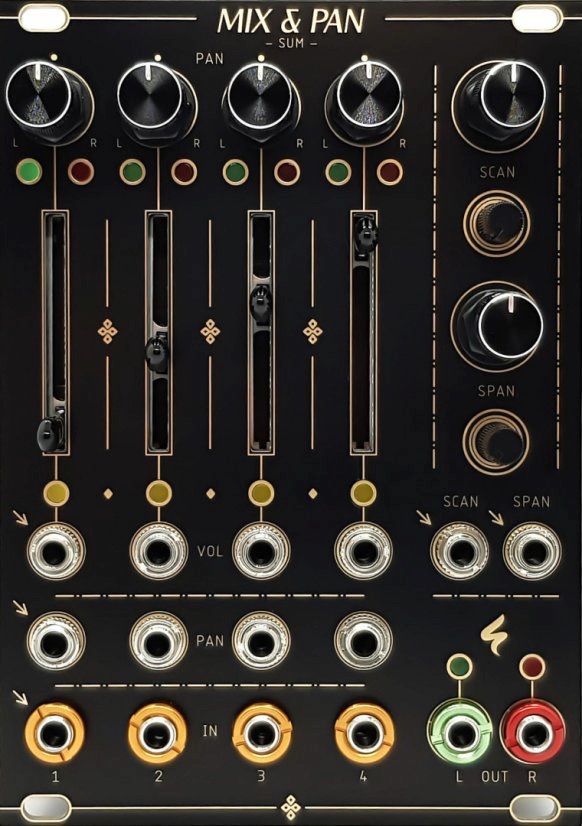 MIX & PAN
– SUM –
PAN
L R L R L R L R
SCAN
SPAN
SCAN SPAN
VOL
PAN
IN
1 2 3 4 L OUT R